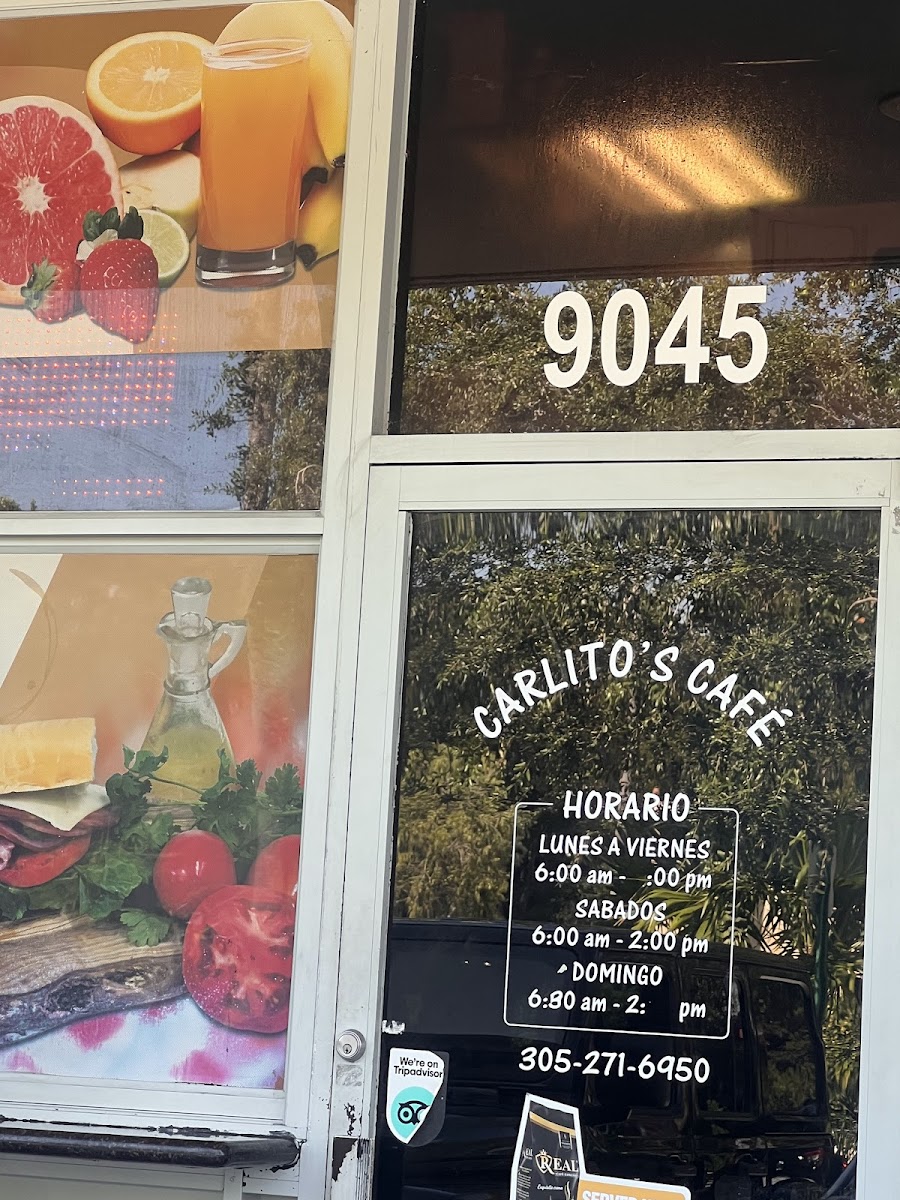 9045
CARLITO'S CAFÉ
HORARIO
LUNES A VIERNES
6:00 am - :00 pm
SABADOS
6:00 am - 2:00 pm
DOMINGO
6:80 am - 2: pm
305-271-6950
We're on
Tripadvisor
REAL